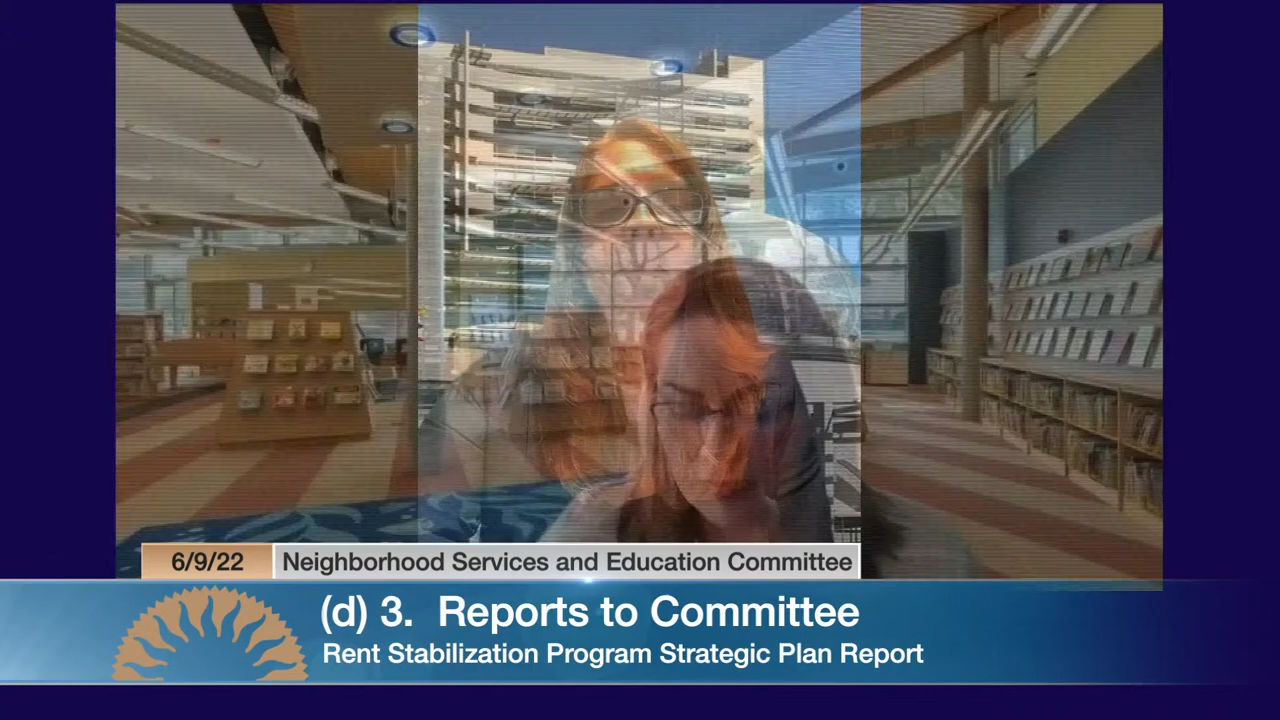 6/9/22
Neighborhood Services and Education Committee
(d) 3. Reports to Committee
Rent Stabilization Program Strategic Plan Report